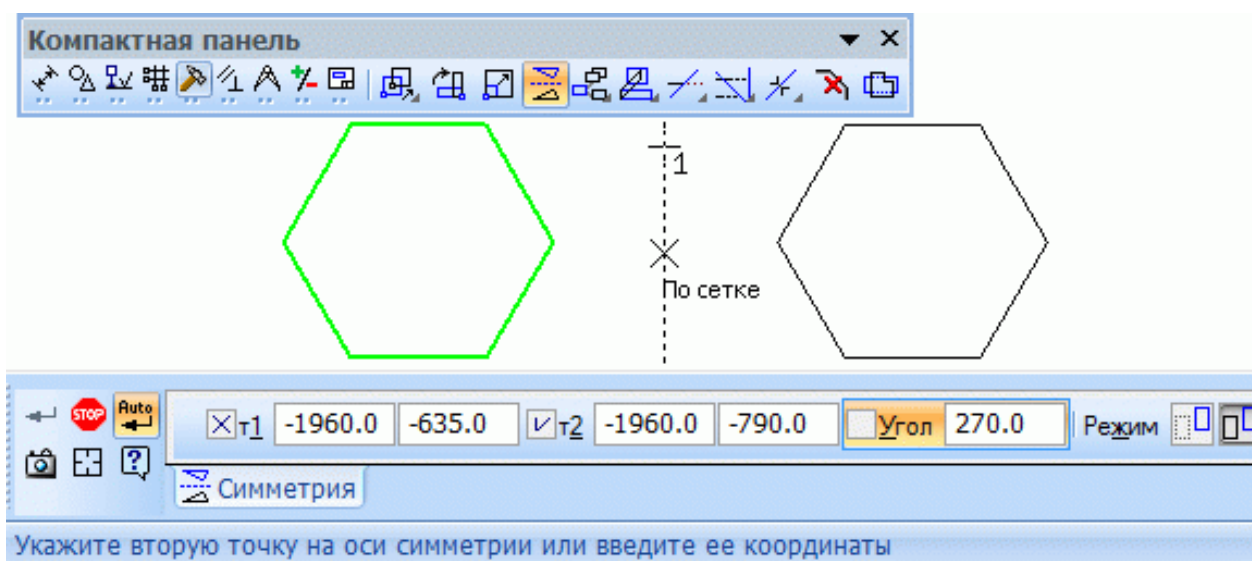 Компактная панель
1
По сетке
STOP Auto т1 -1960.0 -635.0 т2 -1960.0 -790.0 Угол 270.0 Режим
Симметрия
Укажите вторую точку на оси симметрии или введите ее координаты